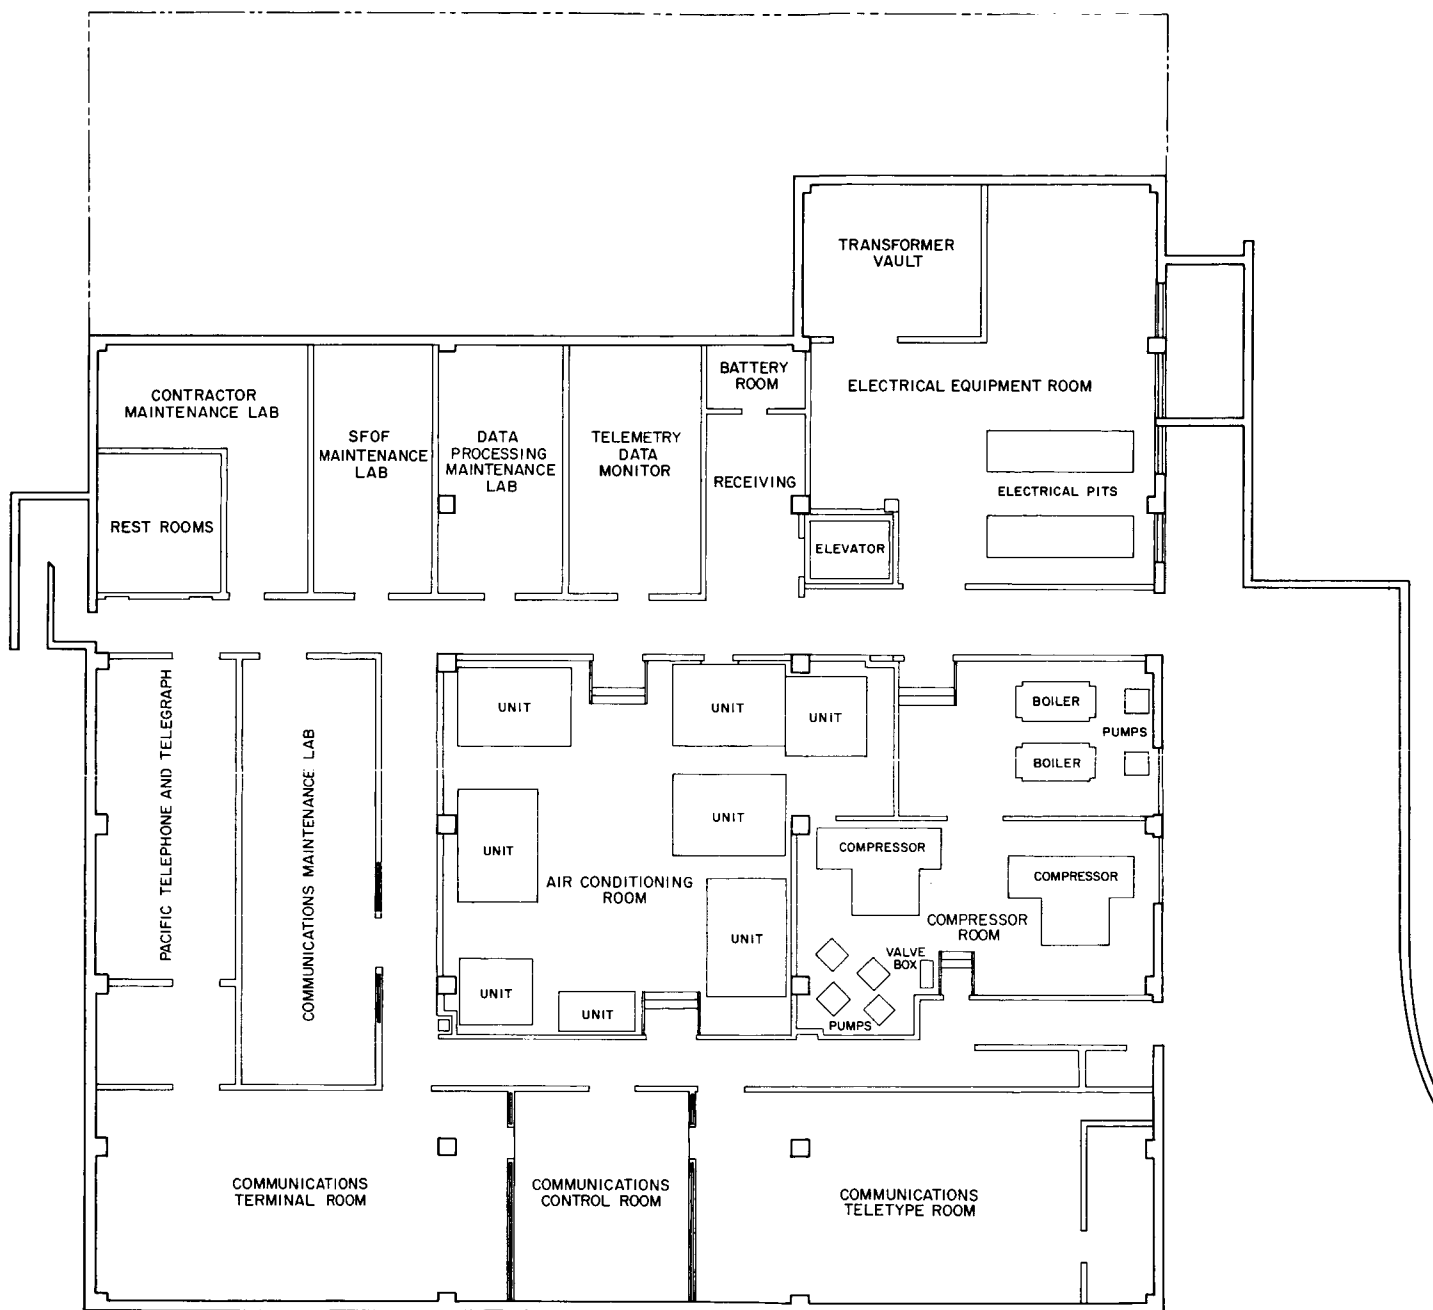 TRANSFORMER
VAULT
BATTERY
ROOM
ELECTRICAL EQUIPMENT ROOM
CONTRACTOR
MAINTENANCE LAB
SFOF
MAINTENANCE
LAB
DATA
PROCESSING
MAINTENANCE
LAB
TELEMETRY
DATA
MONITOR
RECEIVING
ELECTRICAL PITS
REST ROOMS
ELEVATOR
PACIFIC TELEPHONE AND TELEGRAPH
COMMUNICATIONS MAINTENANCE LAB
UNIT
UNIT
UNIT
BOILER
PUMPS
BOILER
UNIT
UNIT
COMPRESSOR
COMPRESSOR
AIR CONDITIONING
ROOM
COMPRESSOR
ROOM
UNIT
VALVE
BOX
UNIT
UNIT
PUMPS
COMMUNICATIONS
TERMINAL ROOM
COMMUNICATIONS
CONTROL ROOM
COMMUNICATIONS
TELETYPE ROOM